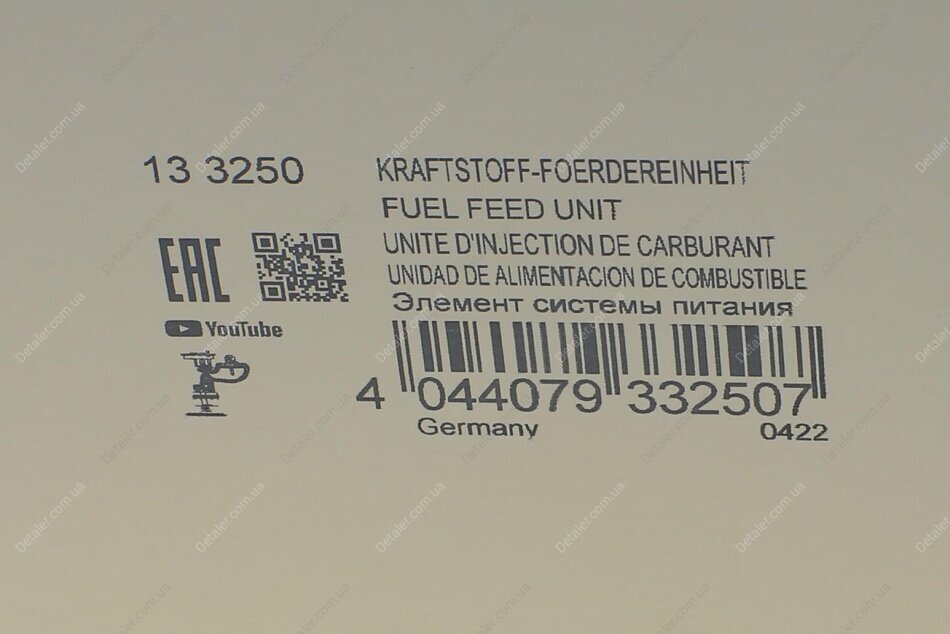 13 3250
KRAFTSTOFF-FOERDEREINHEIT
FUEL FEED UNIT
UNITE D'INJECTION DE CARBURANT
UNIDAD DE ALIMENTACION DE COMBUSTIBLE
Элемент системы питания
EAC
YouTube
4 044079 332507
Germany
0422
Detaler.com.ua